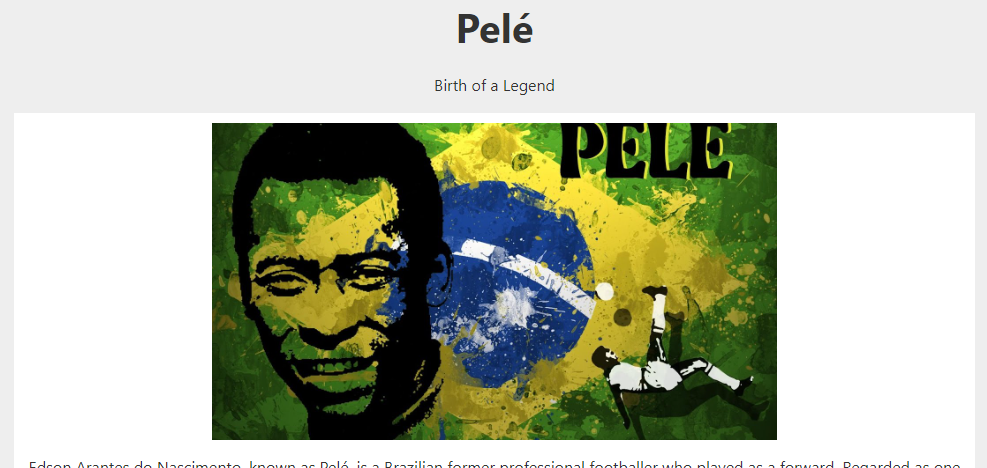 Pelé
Birth of a Legend
PELE
Edson Arantes do Nascimento, known as Pelé, is a Brazilian former professional footballer who played as a forward. Regarded as one